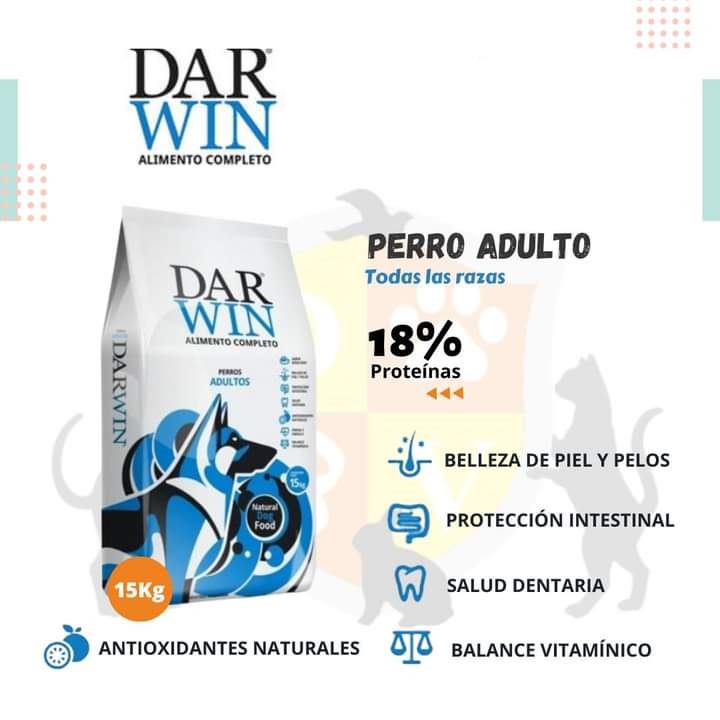 DAR
WIN
ALIMENTO COMPLETO
PERRO ADULTO
Todas las razas
18%
Proteínas
DAR
WIN
ALIMENTO COMPLETO
DARWIN
PERROS
ADULTOS
15Kg
Natural
Dog
Food
15Kg
BELLEZA DE PIEL Y PELOS
PROTECCIÓN INTESTINAL
SALUD DENTARIA
ANTIOXIDANTES NATURALES
BALANCE VITAMÍNICO